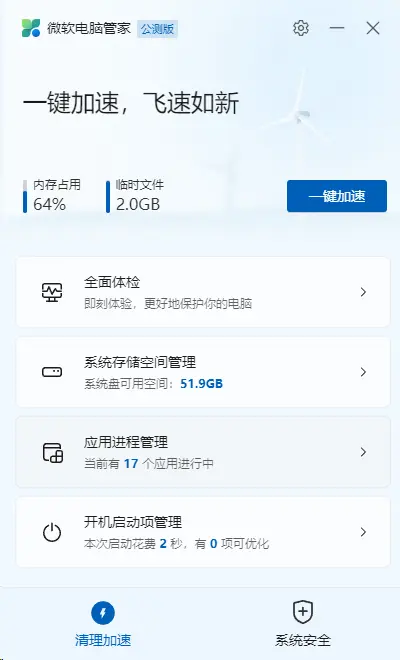 微软电脑管家 公测版
一键加速，飞速如新
内存占用
64%
临时文件
2.0GB
一键加速
全面体检
即刻体验，更好地保护你的电脑
系统存储空间管理
系统盘可用空间：51.9GB
应用进程管理
当前有 17 个应用进行中
开机启动项管理
本次启动花费 2 秒，有 0 项可优化
清理加速
系统安全